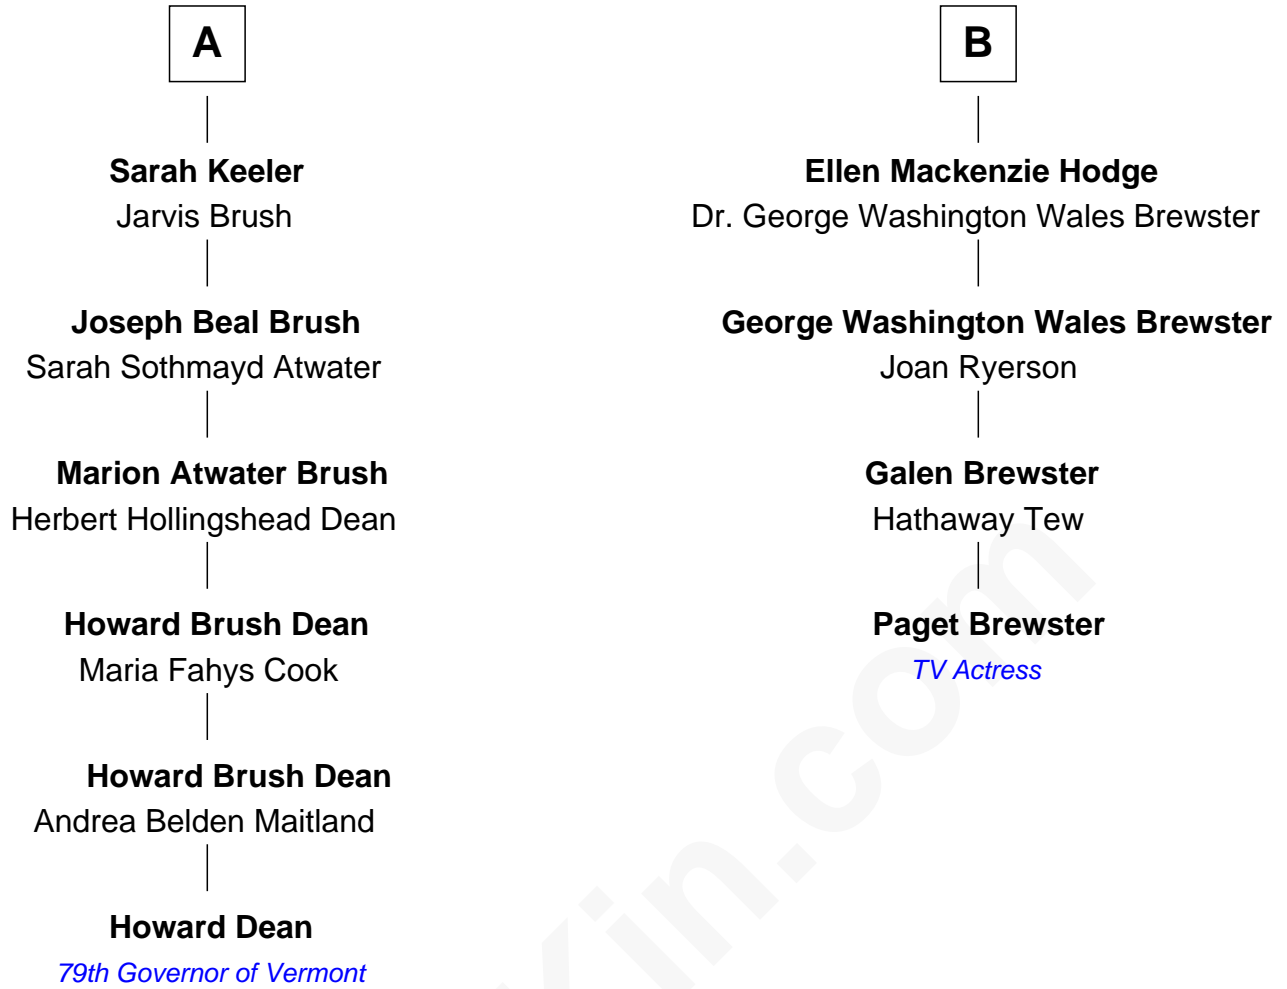 A
Sarah Keeler
Jarvis Brush
Joseph Beal Brush
Sarah Sothmayd Atwater
Marion Atwater Brush
Herbert Hollingshead Dean
Howard Brush Dean
Maria Fahys Cook
Howard Brush Dean
Andrea Belden Maitland
Howard Dean
79th Governor of Vermont
B
Ellen Mackenzie Hodge
Dr. George Washington Wales Brewster
George Washington Wales Brewster
Joan Ryerson
Galen Brewster
Hathaway Tew
Paget Brewster
TV Actress
Kin.com